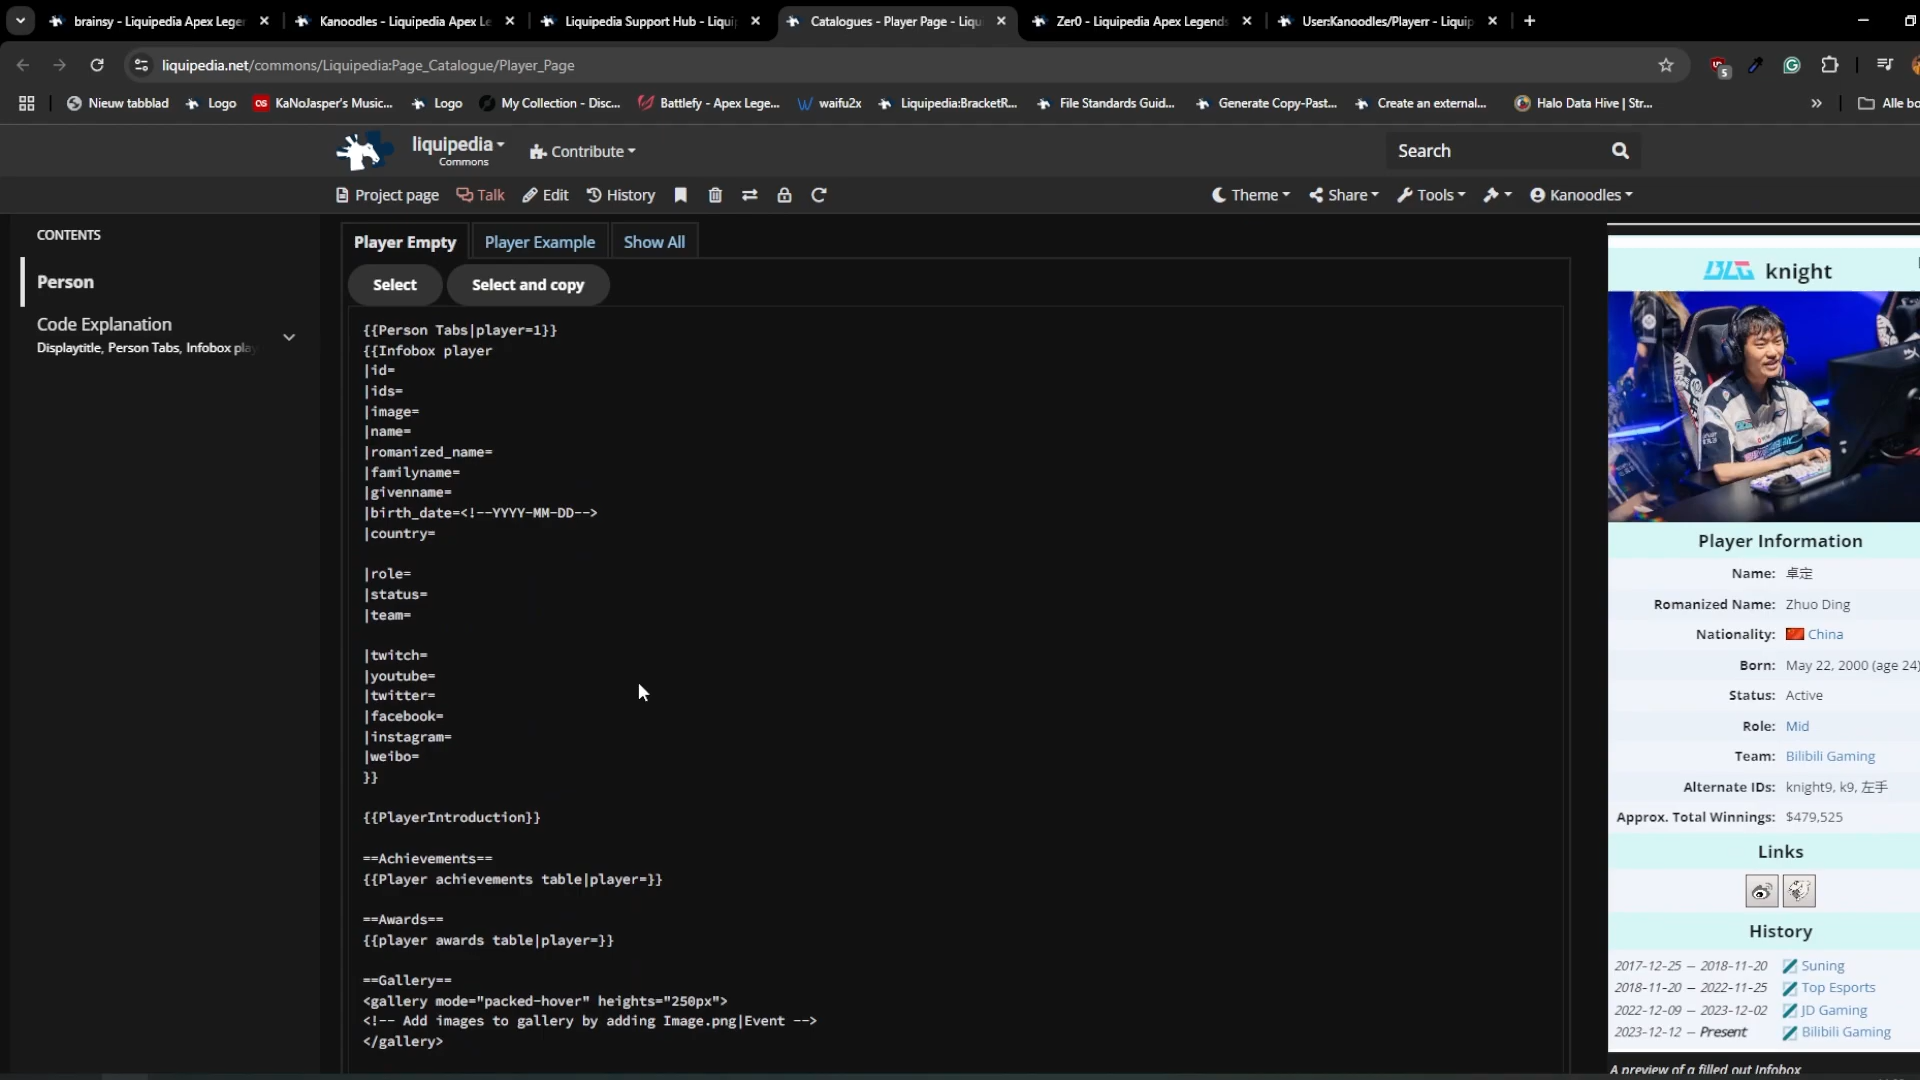 brainsy - Liquipedia Apex Lege
Kanoodles - Liquipedia Apex Le
Liquipedia Support Hub - Liqui
Catalogues - Player Page - Liqu
Zer0 - Liquipedia Apex Legends
User:Kanoodles/Playerr - Liquip
liquipedia.net/commons/Liquipedia:Page_Catalogue/Player_Page
5
Nieuw tabblad
Logo
KaNoJasper's Music...
Logo
My Collection - Disc...
Battlefy - Apex Lege...
waifu2x
Liquipedia:BracketR...
File Standards Guid...
Generate Copy-Past...
Create an external...
Halo Data Hive | Str...
»
Alle bo
liquipedia
Commons
Contribute
Search
Project page
Talk
Edit
History
Theme
Share
Tools
Kanoodles
CONTENTS
Person
Code Explanation
Displaytitle, Person Tabs, Infobox pla
Player Empty
Player Example
Show All
Select
Select and copy
{{Person Tabs|player=1}}
{{Infobox player
|id=
|ids=
|image=
|name=
|romanized_name=
|familyname=
|givenname=
|birth_date=<!--YYYY-MM-DD-->
|country=
|role=
|status=
|team=
|twitch=
|youtube=
|twitter=
|facebook=
|instagram=
|weibo=
}}
{{PlayerIntroduction}}
==Achievements==
{{Player achievements table|player=}}
==Awards==
{{player awards table|player=}}
==Gallery==
<gallery mode="packed-hover" heights="250px">
<!-- Add images to gallery by adding Image.png|Event -->
</gallery>
BLG knight
Player Information
Name: 卓定
Romanized Name: Zhuo Ding
Nationality: China
Born: May 22, 2000 (age 24)
Status: Active
Role: Mid
Team: Bilibili Gaming
Alternate IDs: knight9, k9, 左手
Approx. Total Winnings: $479,525
Links
History
2017-12-25 — 2018-11-20 Suning
2018-11-20 — 2022-11-25 Top Esports
2022-12-09 — 2023-12-02 JD Gaming
2023-12-12 — Present Bilibili Gaming
A preview of a filled out Infobox